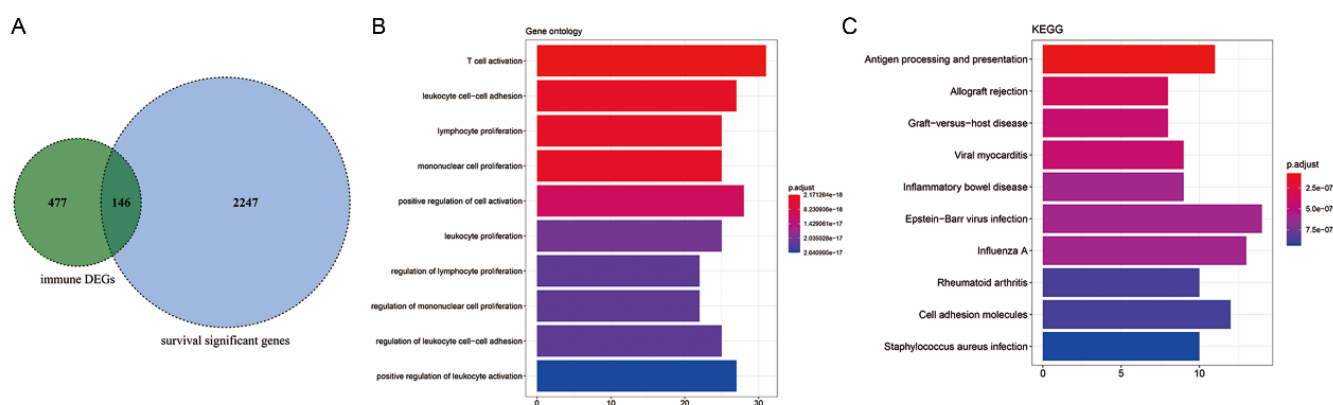 A
477
146
2247
immune DEGs
survival significant genes
B
Gene ontology
T cell activation
leukocyte cell-cell adhesion
lymphocyte proliferation
mononuclear cell proliferation
positive regulation of cell activation
leukocyte proliferation
regulation of lymphocyte proliferation
regulation of mononuclear cell proliferation
regulation of leukocyte cell-cell adhesion
positive regulation of leukocyte activation
0 10 20 30
p.adjust
2.171264e-18
8.230936e-18
1.429061e-17
2.035028e-17
2.640995e-17
C
KEGG
Antigen processing and presentation
Allograft rejection
Graft-versus-host disease
Viral myocarditis
Inflammatory bowel disease
Epstein-Barr virus infection
Influenza A
Rheumatoid arthritis
Cell adhesion molecules
Staphylococcus aureus infection
0 5 10
p.adjust
2.5e-07
5.0e-07
7.5e-07